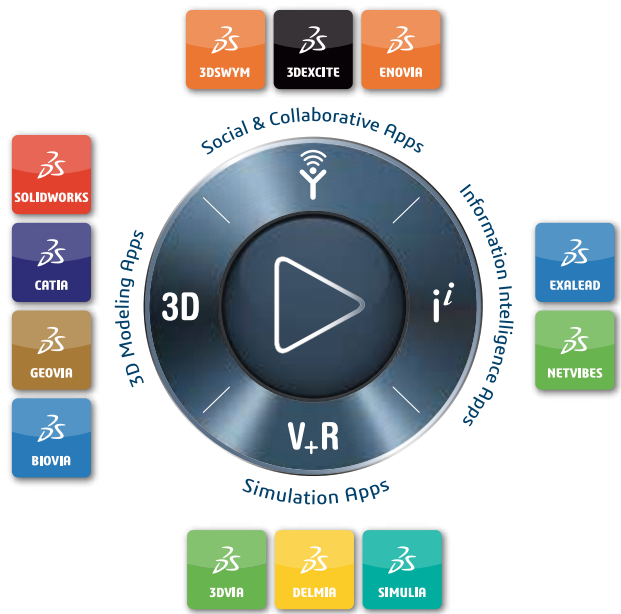 3DSWYM
3DEXCITE
ENOVIA
Social & Collaborative Apps
SOLIDWORKS
CATIA
GEOVIA
BIOVIA
3D Modeling Apps
3D
i i
V+R
Information Intelligence Apps
EXALEAD
NETVIBES
Simulation Apps
3DVIA
DELMIA
SIMULIA